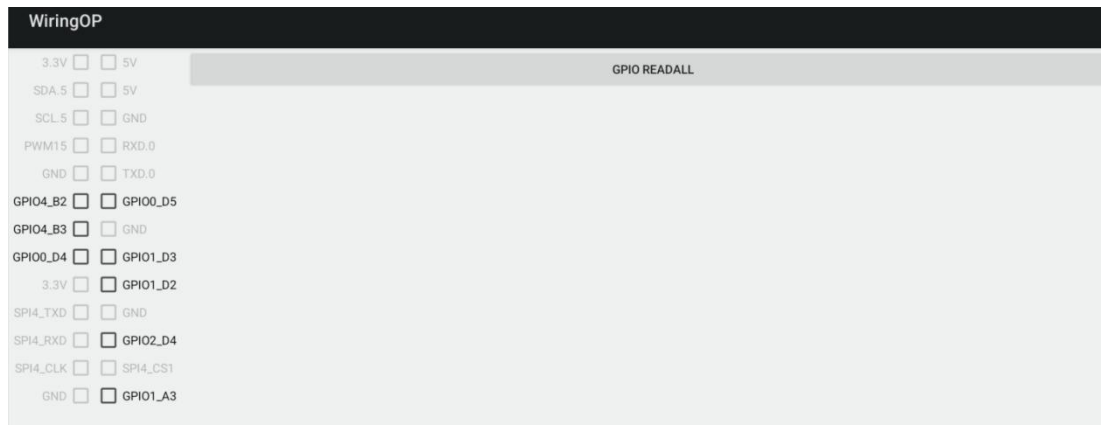 WiringOP
3.3V 5V GPIO READALL
SDA.5 5V
SCL.5 GND
PWM15 RXD.0
GND TXD.0
GPIO4_B2 GPIO0_D5
GPIO4_B3 GND
GPIO0_D4 GPIO1_D3
3.3V GPIO1_D2
SPI4_TXD GND
SPI4_RXD GPIO2_D4
SPI4_CLK SPI4_CS1
GND GPIO1_A3